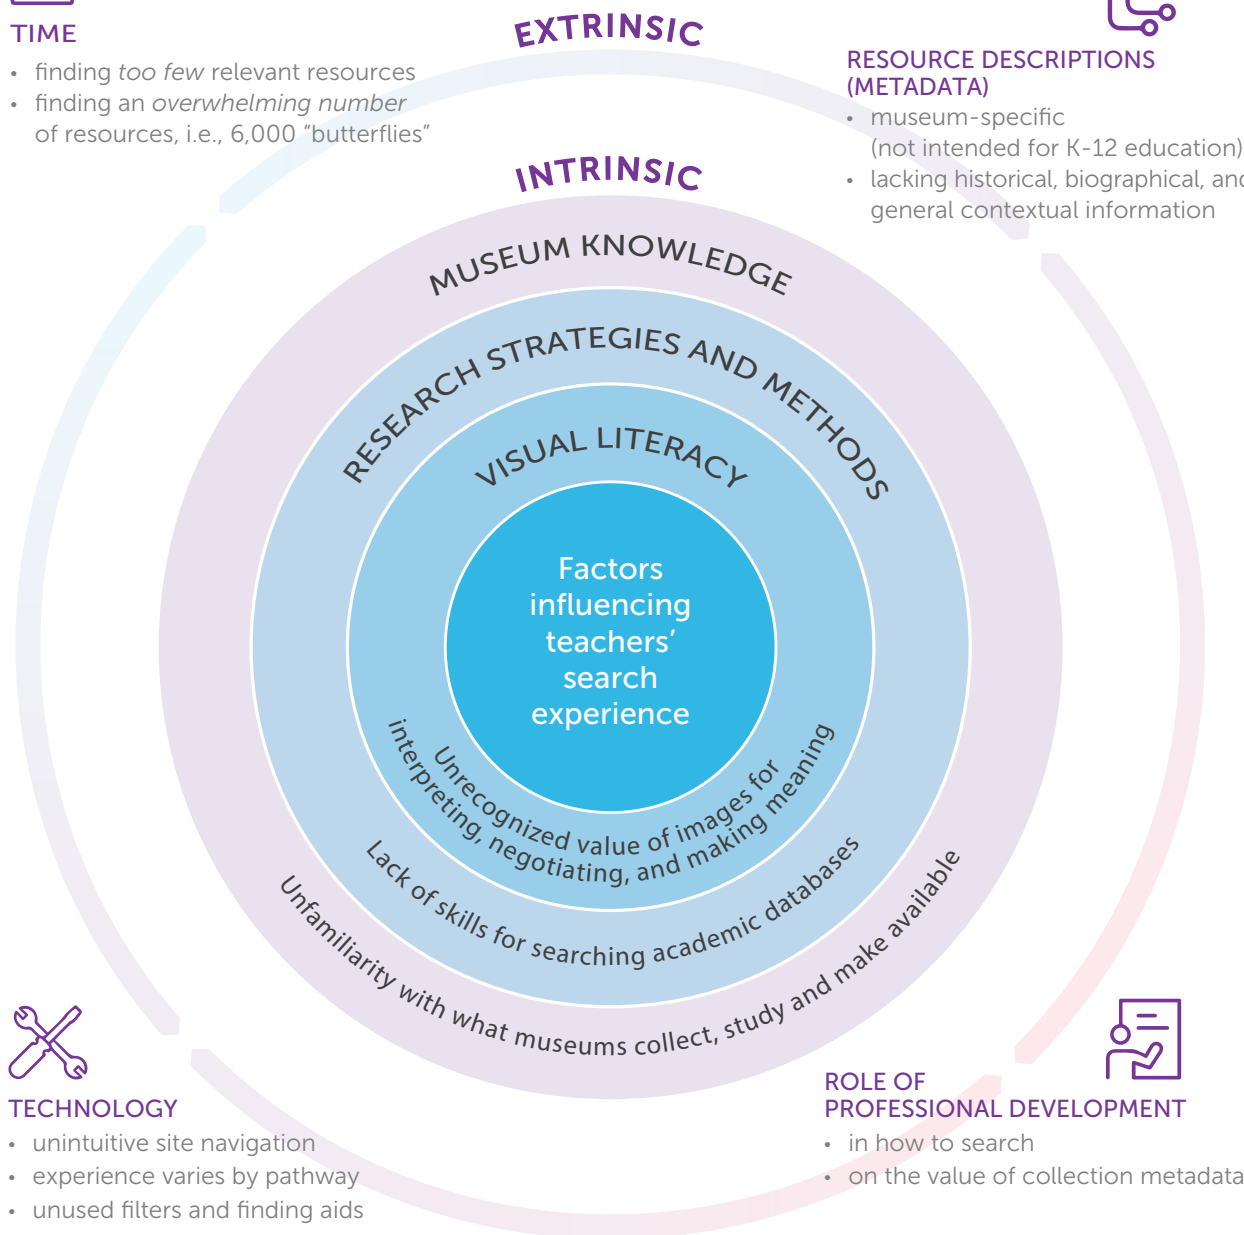 TIME
• finding too few relevant resources
• finding an overwhelming number
of resources, i.e., 6,000 “butterflies”
EXTRINSIC
RESOURCE DESCRIPTIONS
(METADATA)
• museum-specific
(not intended for K-12 education)
• lacking historical, biographical, and
general contextual information
INTRINSIC
MUSEUM KNOWLEDGE
RESEARCH STRATEGIES AND METHODS
VISUAL LITERACY
Factors
influencing
teachers’
search
experience
Unrecognized value of images for
interpreting, negotiating, and making meaning
Lack of skills for searching academic databases
Unfamiliarity with what museums collect, study and make available
TECHNOLOGY
• unintuitive site navigation
• experience varies by pathway
• unused filters and finding aids
ROLE OF
PROFESSIONAL DEVELOPMENT
• in how to search
• on the value of collection metadata